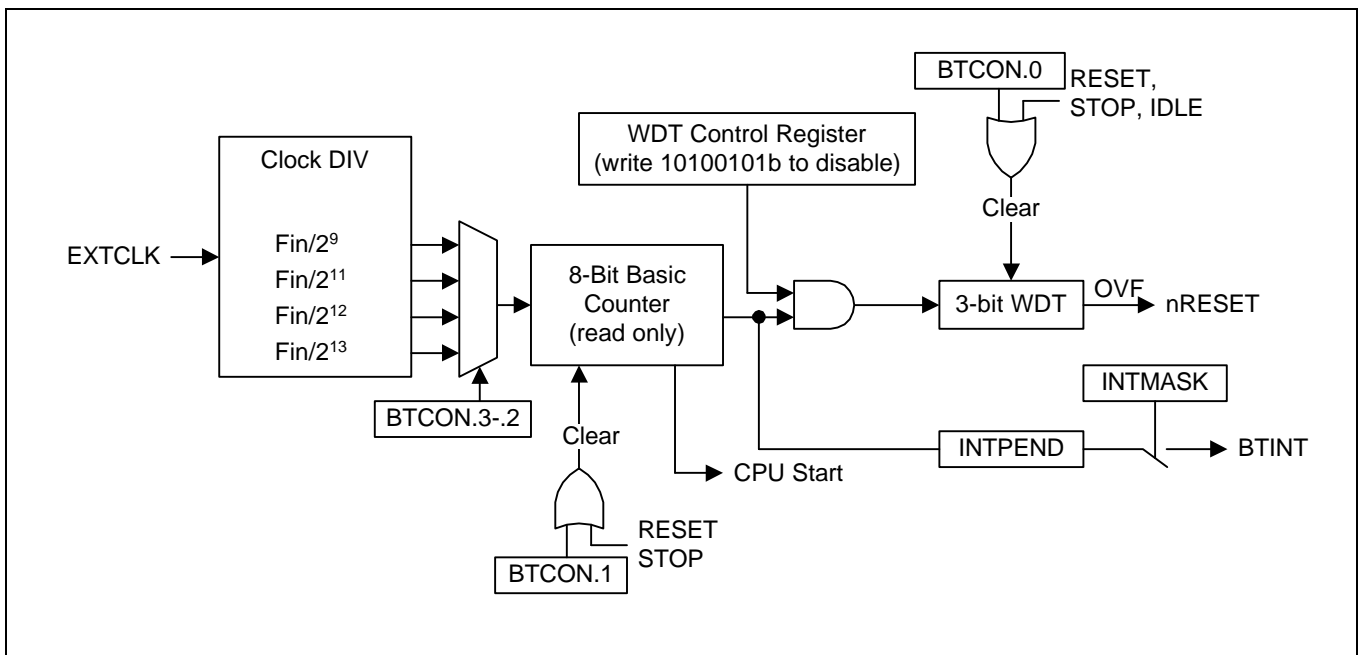 BTCON.0
RESET,
STOP, IDLE
WDT Control Register
(write 10100101b to disable)
Clock DIV
Clear
EXTCLK
Fin/2⁹
Fin/2¹¹
Fin/2¹²
Fin/2¹³
8-Bit Basic
Counter
(read only)
3-bit WDT
OVF
nRESET
INTMASK
BTCON.3-.2
Clear
INTPEND
BTINT
CPU Start
RESET
STOP
BTCON.1